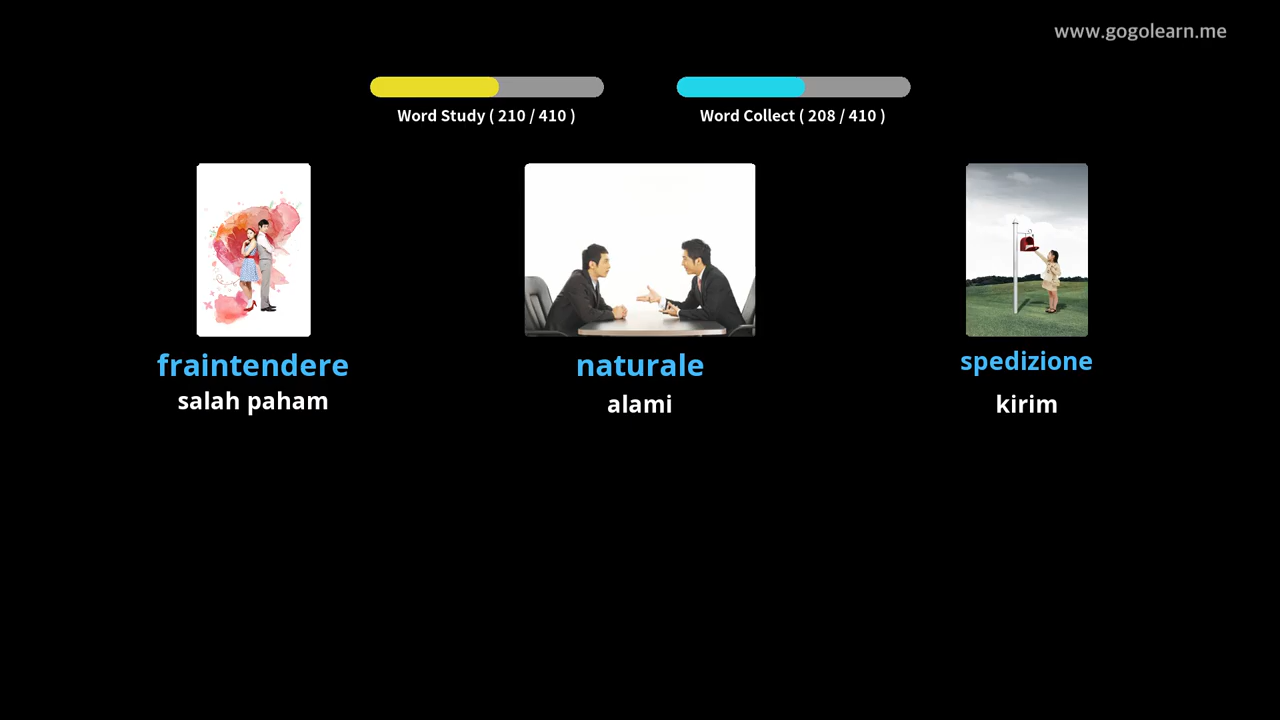 www.gogolearn.me
Word Study ( 210 / 410 )
Word Collect ( 208 / 410 )
fraintendere
salah paham
naturale
alami
spedizione
kirim